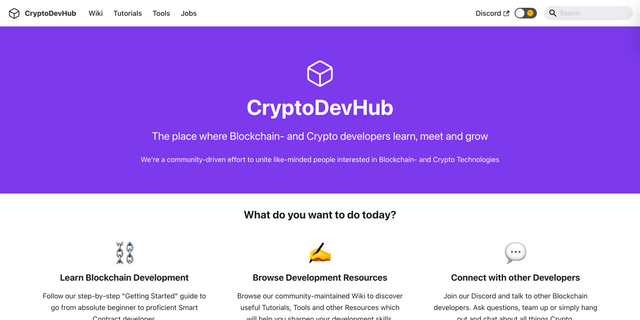 CryptoDevHub Wiki Tutorials Tools Jobs Discord Search
CryptoDevHub
The place where Blockchain- and Crypto developers learn, meet and grow
We're a community-driven effort to unite like-minded people interested in Blockchain- and Crypto Technologies
What do you want to do today?
Learn Blockchain Development
Follow our step-by-step "Getting Started" guide to
go from absolute beginner to proficient Smart
Contract developer.
Browse Development Resources
Browse our community-maintained Wiki to discover
useful Tutorials, Tools and other Resources which
will help you sharpen your development skills.
Connect with other Developers
Join our Discord and talk to other Blockchain
developers. Ask questions, team up or simply hang
out and chat about all things Crypto.